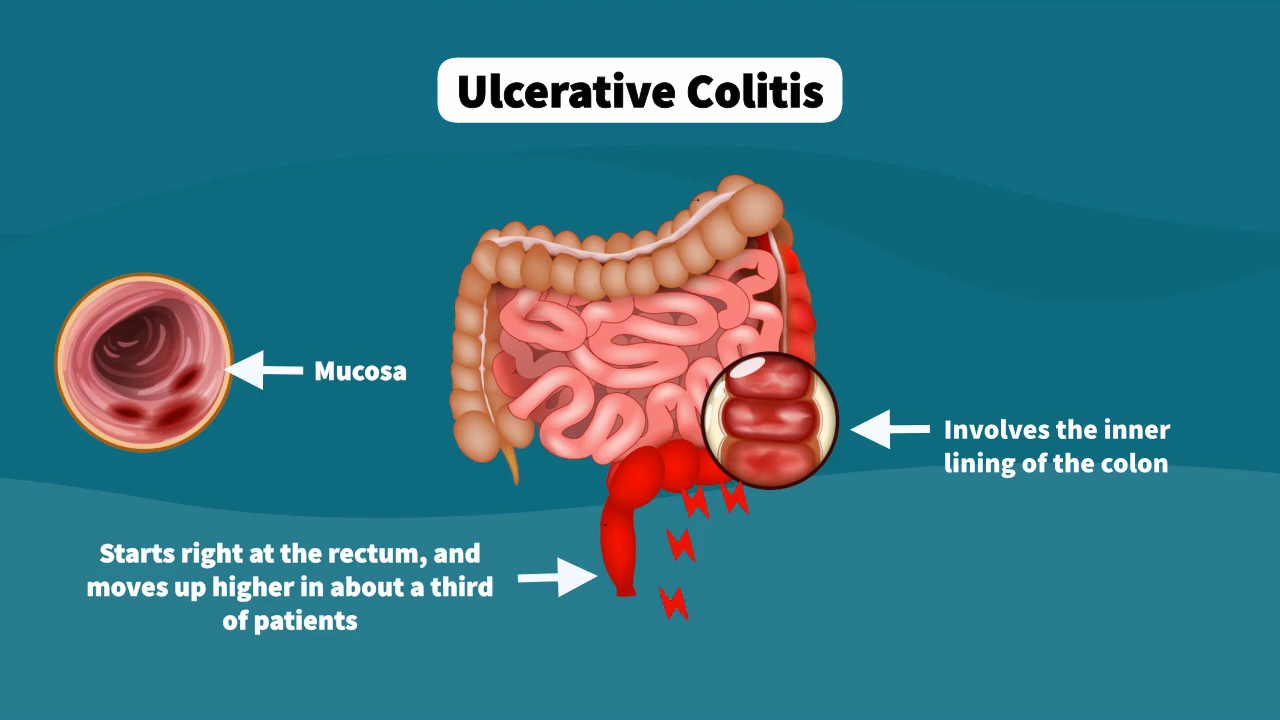 Ulcerative Colitis
Mucosa
Involves the inner
lining of the colon
Starts right at the rectum, and
moves up higher in about a third
of patients